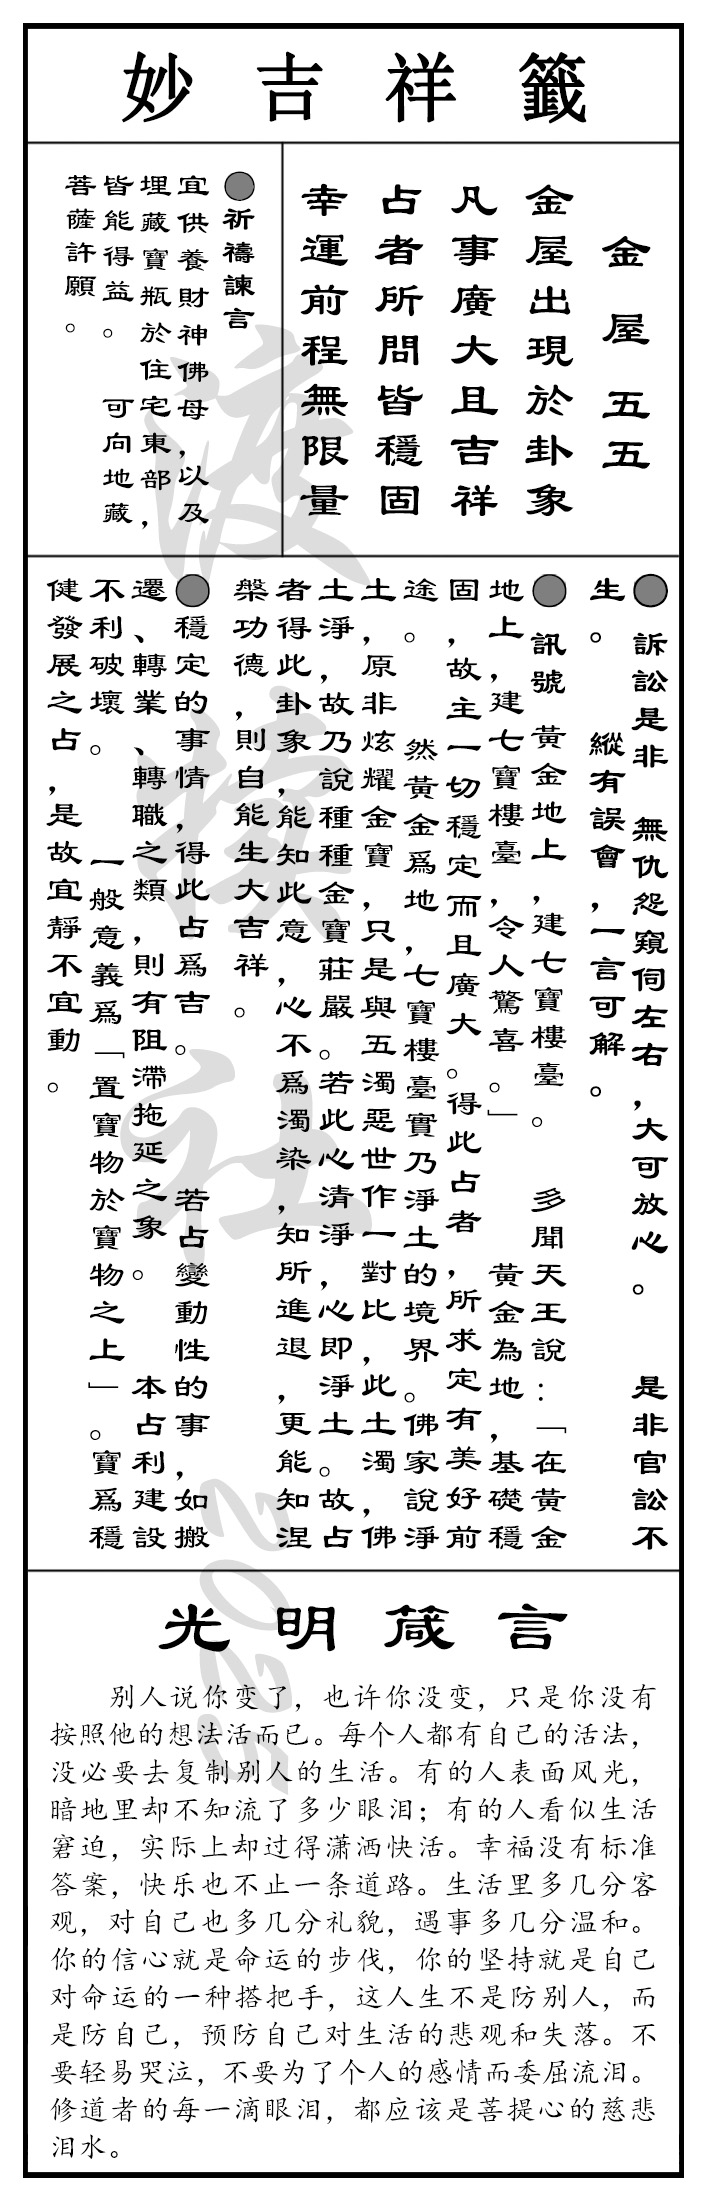 妙吉祥籤
金屋五五
金屋出現於卦象
凡事廣大且吉祥
占者所問皆穩固
幸運前程無限量
●祈禱諫言
宜供養財神佛母，以及
埋藏寶瓶於住宅東部，
皆能得益。 可向地藏
菩薩許願。
● 訴訟是非 無仇怨窺伺左右，大可放心。 是非官訟不
生。 縱有誤會，一言可解。
● 訊號 黃金地上，建七寶樓臺。 多聞天王說：「在黃金
地上，建七寶樓臺，令人驚喜。」 黃金為地，基礎穩
固，故主一切穩定而且廣大。得此占者，所求定有美好前
途。 然黃金爲地，七寶樓臺實乃淨土的境界。佛家說淨
土，原非炫耀金寶，只是與五濁惡世作一對比，此土濁，佛
土淨，故乃說種種金寶莊嚴。若此心清淨，心即淨土。故占
者得此卦象，能知此意，心不爲濁染，知所進退，更能知涅
槃功德，則自能生大吉祥。
● 穩定的事情，得此占爲吉。 若占變動性的事，如搬
遷、轉業、轉職之類，則有阻滯拖延之象。 本占利建設
不利破壞。 一般意義爲「置寶物於寶物之上」。寶爲穩
健發展之占，是故宜靜不宜動。
光明箴言
别人说你变了，也许你没变，只是你没有
按照他的想法活而已。每个人都有自己的活法，
没必要去复制别人的生活。有的人表面风光，
暗地里却不知流了多少眼泪；有的人看似生活
窘迫，实际上却过得潇洒快活。幸福没有标准
答案，快乐也不止一条道路。生活里多几分客
观，对自己也多几分礼貌，遇事多几分温和。
你的信心就是命运的步伐，你的坚持就是自己
对命运的一种搭把手，这人生不是防别人，而
是防自己，预防自己对生活的悲观和失落。不
要轻易哭泣，不要为了个人的感情而委屈流泪。
修道者的每一滴眼泪，都应该是菩提心的慈悲
泪水。